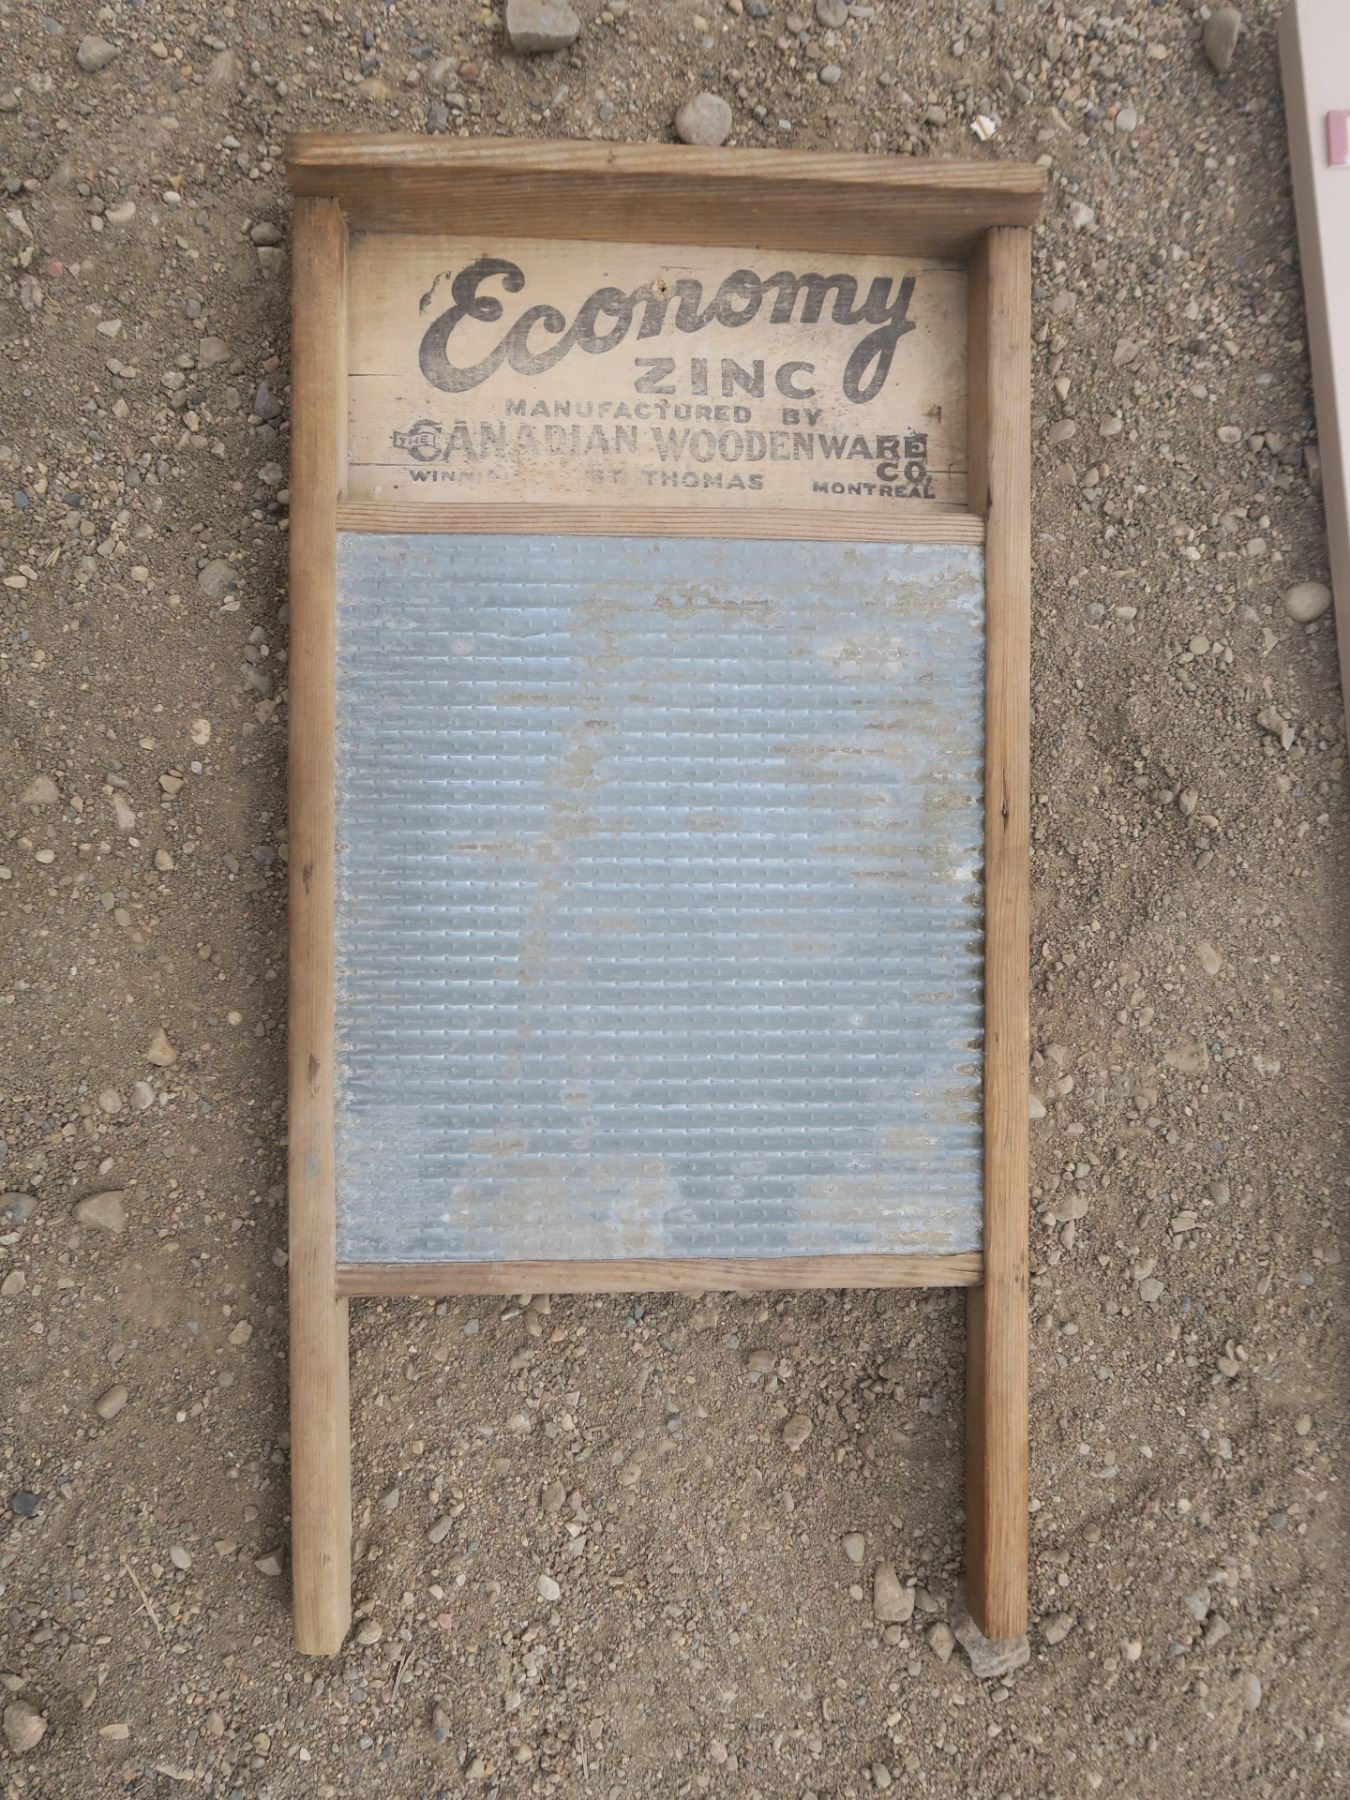 Economy
ZINC
MANUFACTURED BY
THE CANADIAN WOODENWARE
CO.
ST. THOMAS MONTREAL